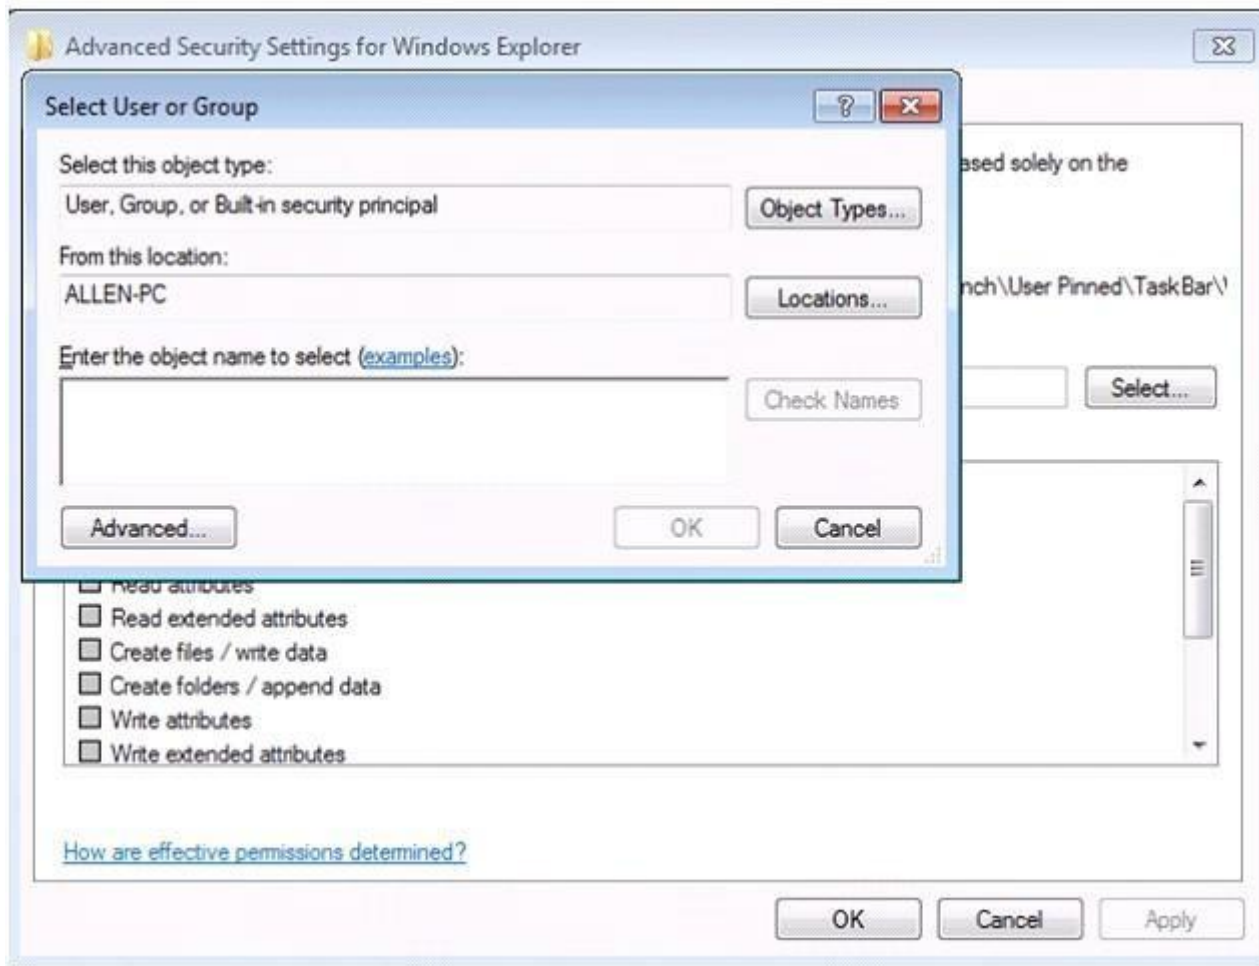 Advanced Security Settings for Windows Explorer
Select User or Group
Select this object type:
User, Group, or Built-in security principal
Object Types...
From this location:
ALLEN-PC
Locations...
Enter the object name to select (examples):
Check Names
Advanced...
OK
Cancel
ased solely on the
nch\User Pinned\TaskBar\
Select...
Read attributes
Read extended attributes
Create files / write data
Create folders / append data
Write attributes
Write extended attributes
How are effective permissions determined?
OK
Cancel
Apply